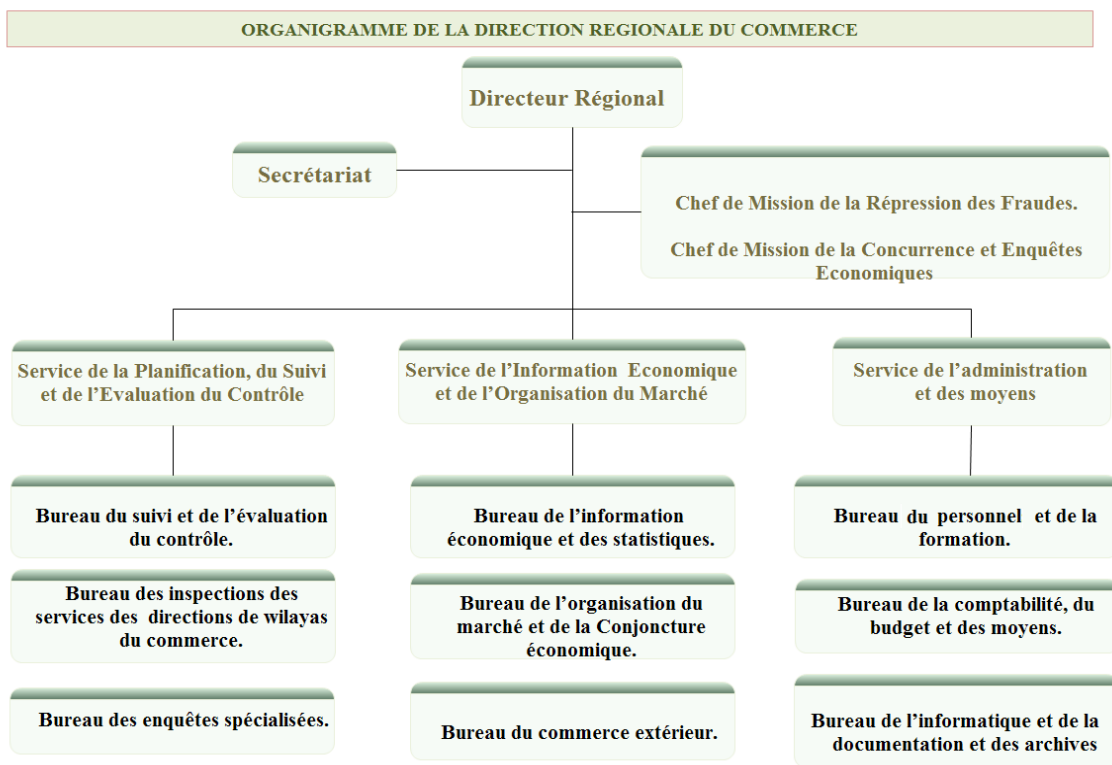 ORGANIGRAMME DE LA DIRECTION REGIONALE DU COMMERCE
Directeur Régional
Secrétariat
Chef de Mission de la Répression des Fraudes.
Chef de Mission de la Concurrence et Enquêtes
Economiques
Service de la Planification, du Suivi
et de l’Evaluation du Contrôle
Service de l’Information Economique
et de l’Organisation du Marché
Service de l’administration
et des moyens
Bureau du suivi et de l’évaluation
du contrôle.
Bureau des inspections des
services des directions de wilayas
du commerce.
Bureau des enquêtes spécialisées.
Bureau de l’information
économique et des statistiques.
Bureau de l’organisation du
marché et de la Conjoncture
économique.
Bureau du commerce extérieur.
Bureau du personnel et de la
formation.
Bureau de la comptabilité, du
budget et des moyens.
Bureau de l’informatique et de la
documentation et des archives